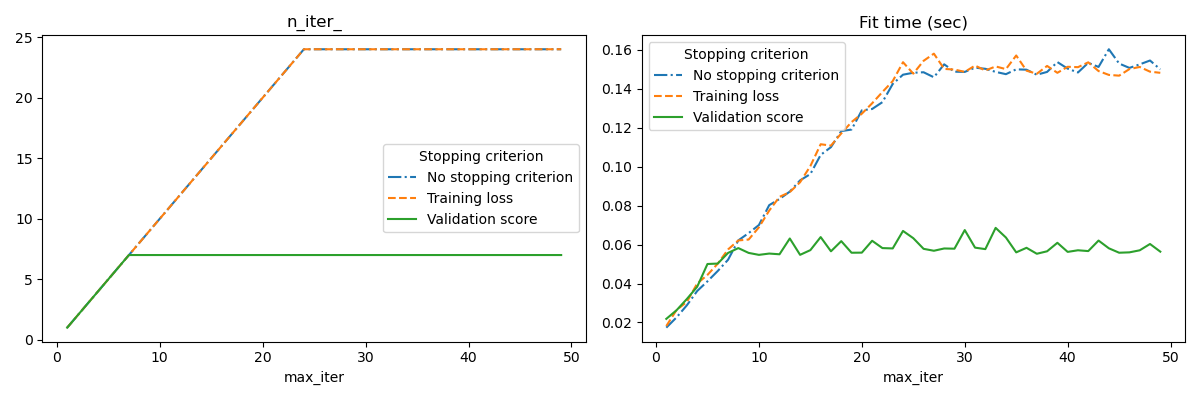 n_iter_
25
20
15
10
5
0
Stopping criterion
No stopping criterion
Training loss
Validation score
0
10
20
30
40
50
max_iter
Fit time (sec)
0.16
0.14
0.12
0.10
0.08
0.06
0.04
0.02
Stopping criterion
No stopping criterion
Training loss
Validation score
0
10
20
30
40
50
max_iter